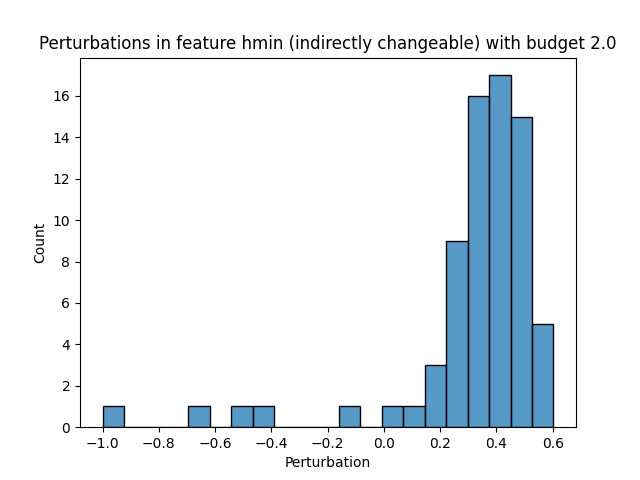 Perturbations in feature hmin (indirectly changeable) with budget 2.0
16
14
12
10
8
6
4
2
0
Count
−1.0 −0.8 −0.6 −0.4 −0.2 0.0 0.2 0.4 0.6
Perturbation